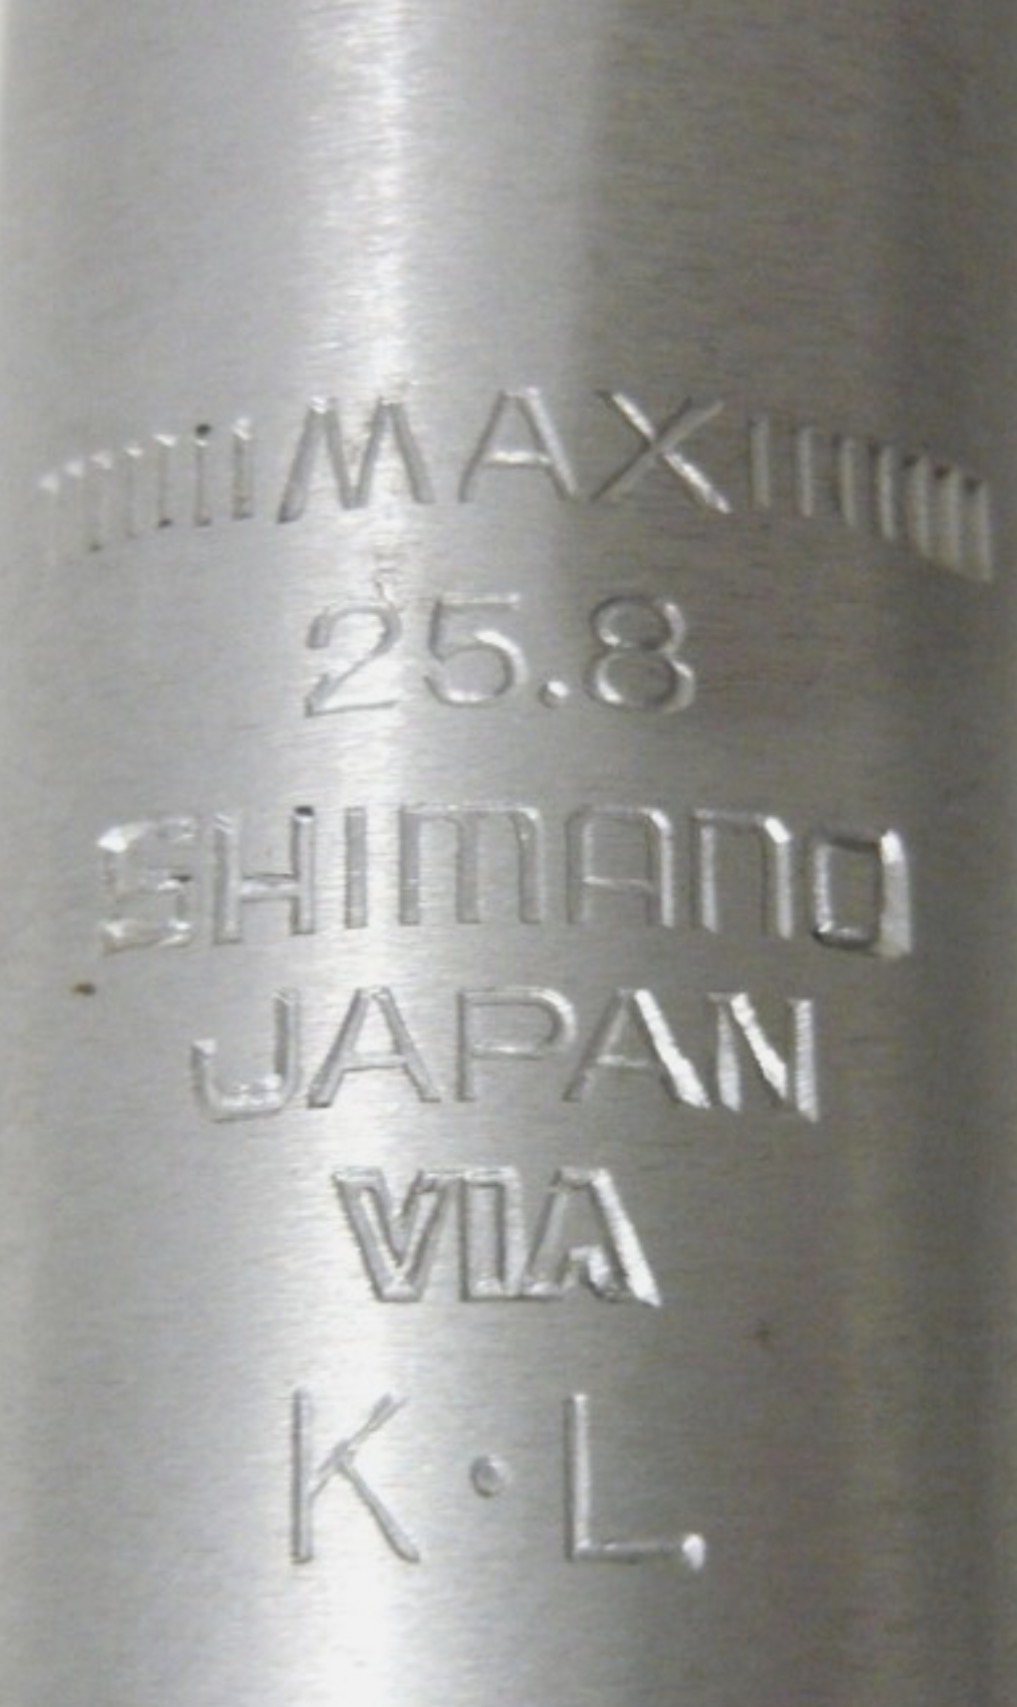 MAX
25.8
SHIMANO
JAPAN
VIA
K·L.